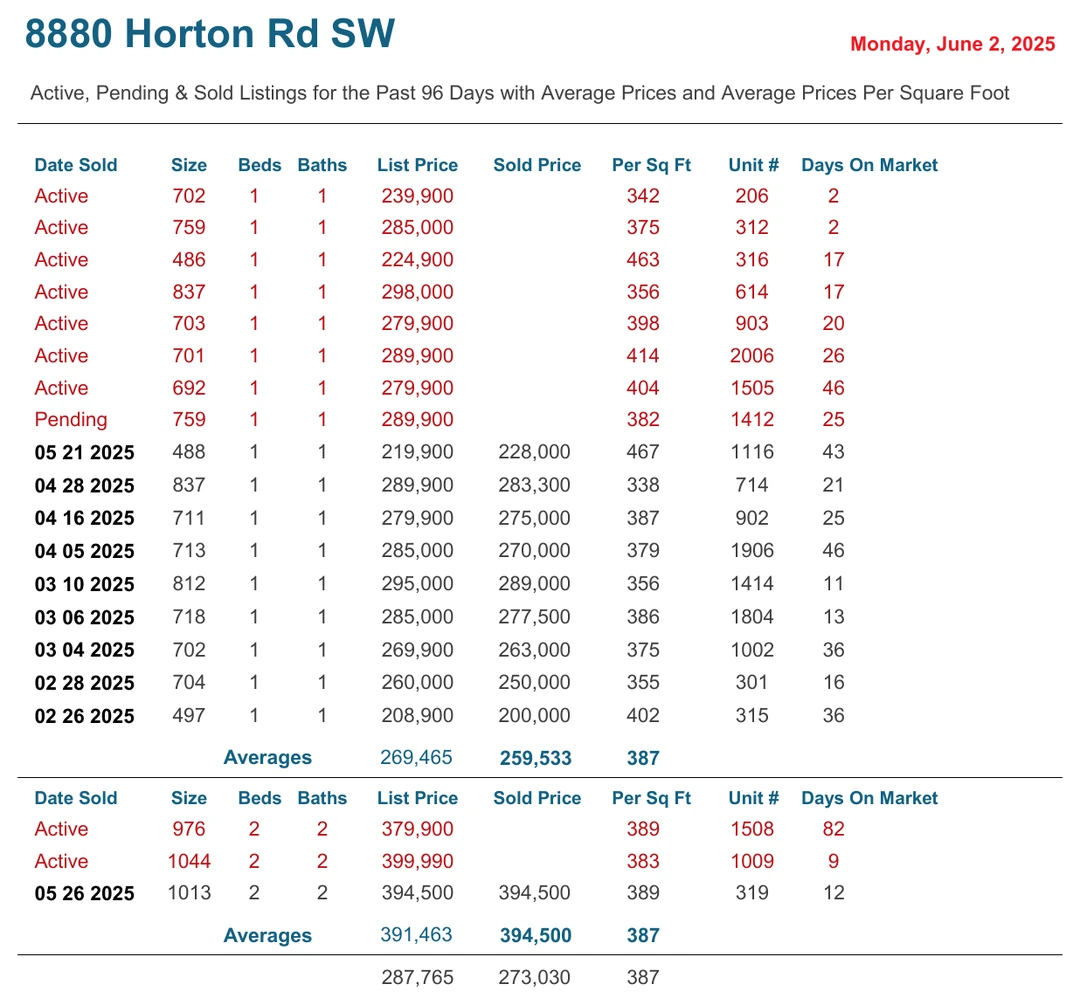 8880 Horton Rd SW
Monday, June 2, 2025
Active, Pending & Sold Listings for the Past 96 Days with Average Prices and Average Prices Per Square Foot
Date Sold Size Beds Baths List Price Sold Price Per Sq Ft Unit # Days On Market
Active 702 1 1 239,900 342 206 2
Active 759 1 1 285,000 375 312 2
Active 486 1 1 224,900 463 316 17
Active 837 1 1 298,000 356 614 17
Active 703 1 1 279,900 398 903 20
Active 701 1 1 289,900 414 2006 26
Active 692 1 1 279,900 404 1505 46
Pending 759 1 1 289,900 382 1412 25
05 21 2025 488 1 1 219,900 228,000 467 1116 43
04 28 2025 837 1 1 289,900 283,300 338 714 21
04 16 2025 711 1 1 279,900 275,000 387 902 25
04 05 2025 713 1 1 285,000 270,000 379 1906 46
03 10 2025 812 1 1 295,000 289,000 356 1414 11
03 06 2025 718 1 1 285,000 277,500 386 1804 13
03 04 2025 702 1 1 269,900 263,000 375 1002 36
02 28 2025 704 1 1 260,000 250,000 355 301 16
02 26 2025 497 1 1 208,900 200,000 402 315 36
Averages 269,465 259,533 387
Date Sold Size Beds Baths List Price Sold Price Per Sq Ft Unit # Days On Market
Active 976 2 2 379,900 389 1508 82
Active 1044 2 2 399,990 383 1009 9
05 26 2025 1013 2 2 394,500 394,500 389 319 12
Averages 391,463 394,500 387
287,765 273,030 387